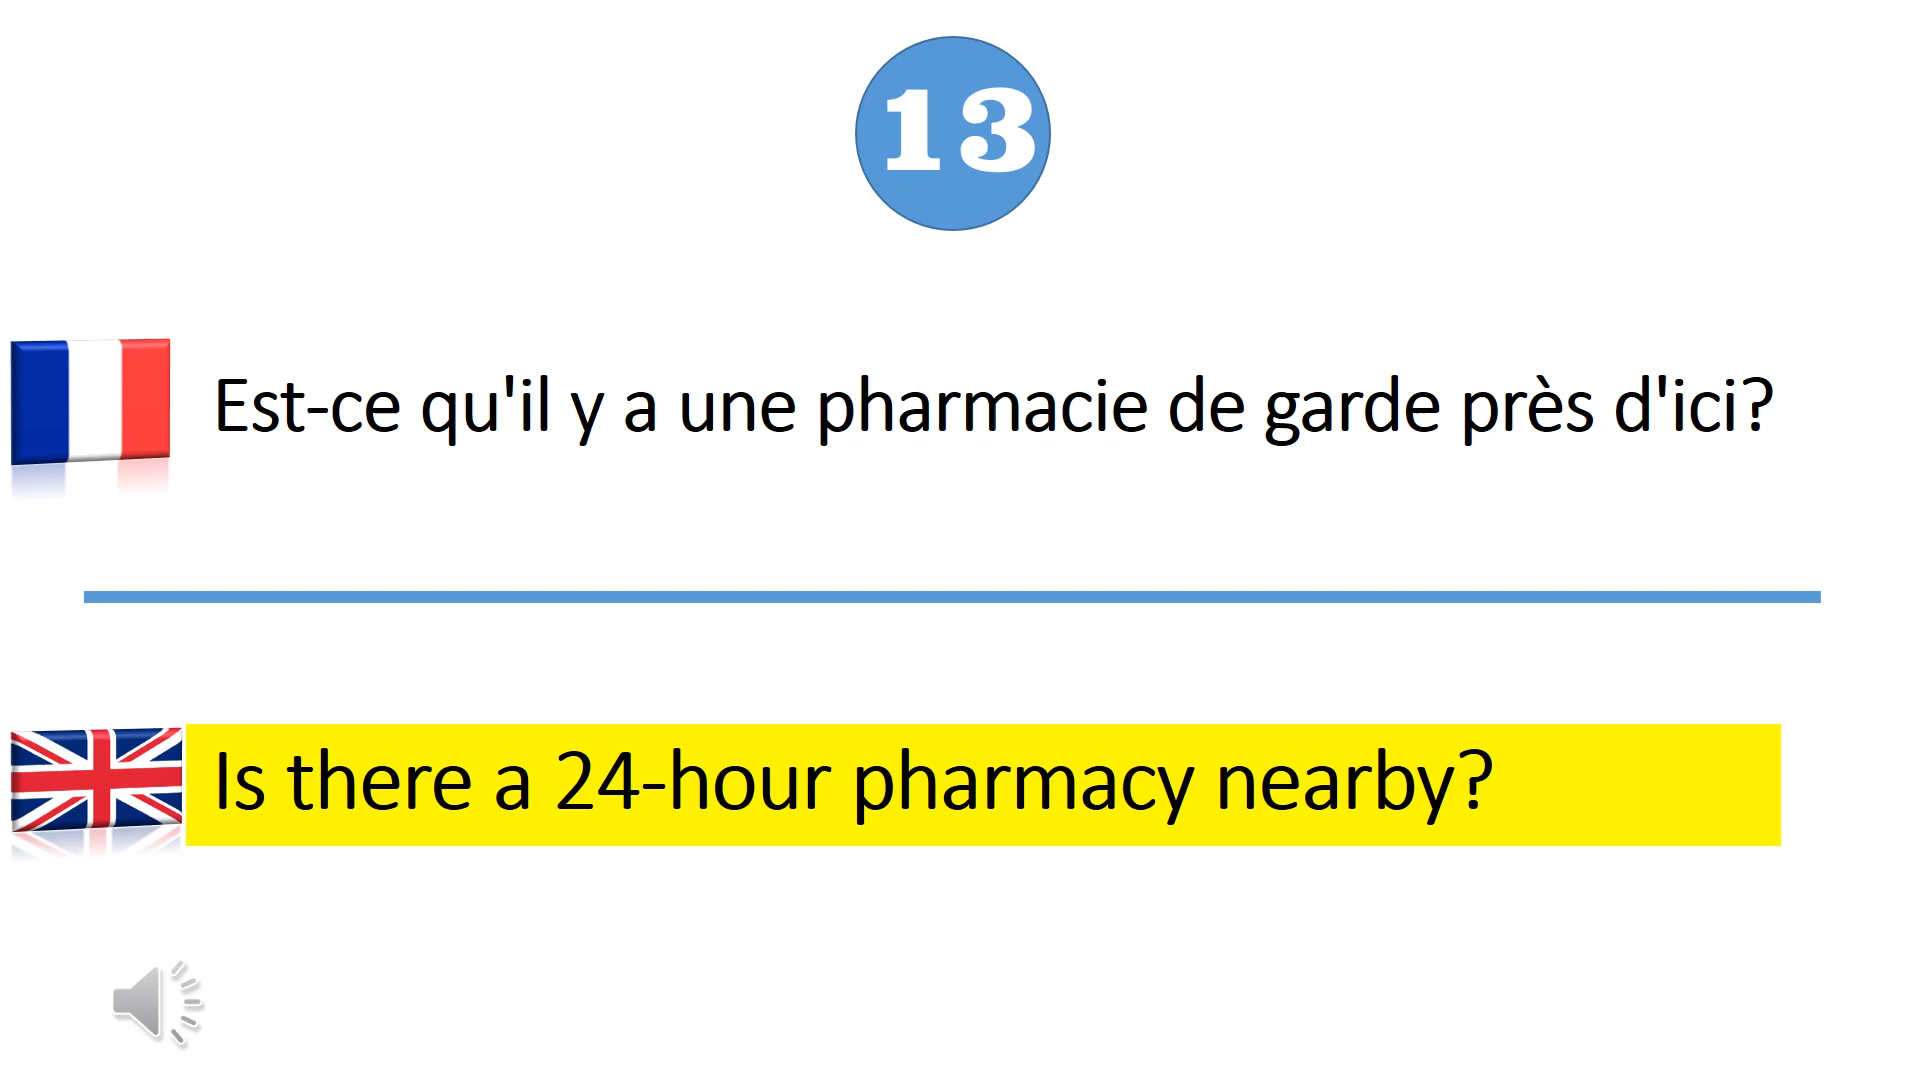 13
Est-ce qu'il y a une pharmacie de garde près d'ici?
Is there a 24-hour pharmacy nearby?